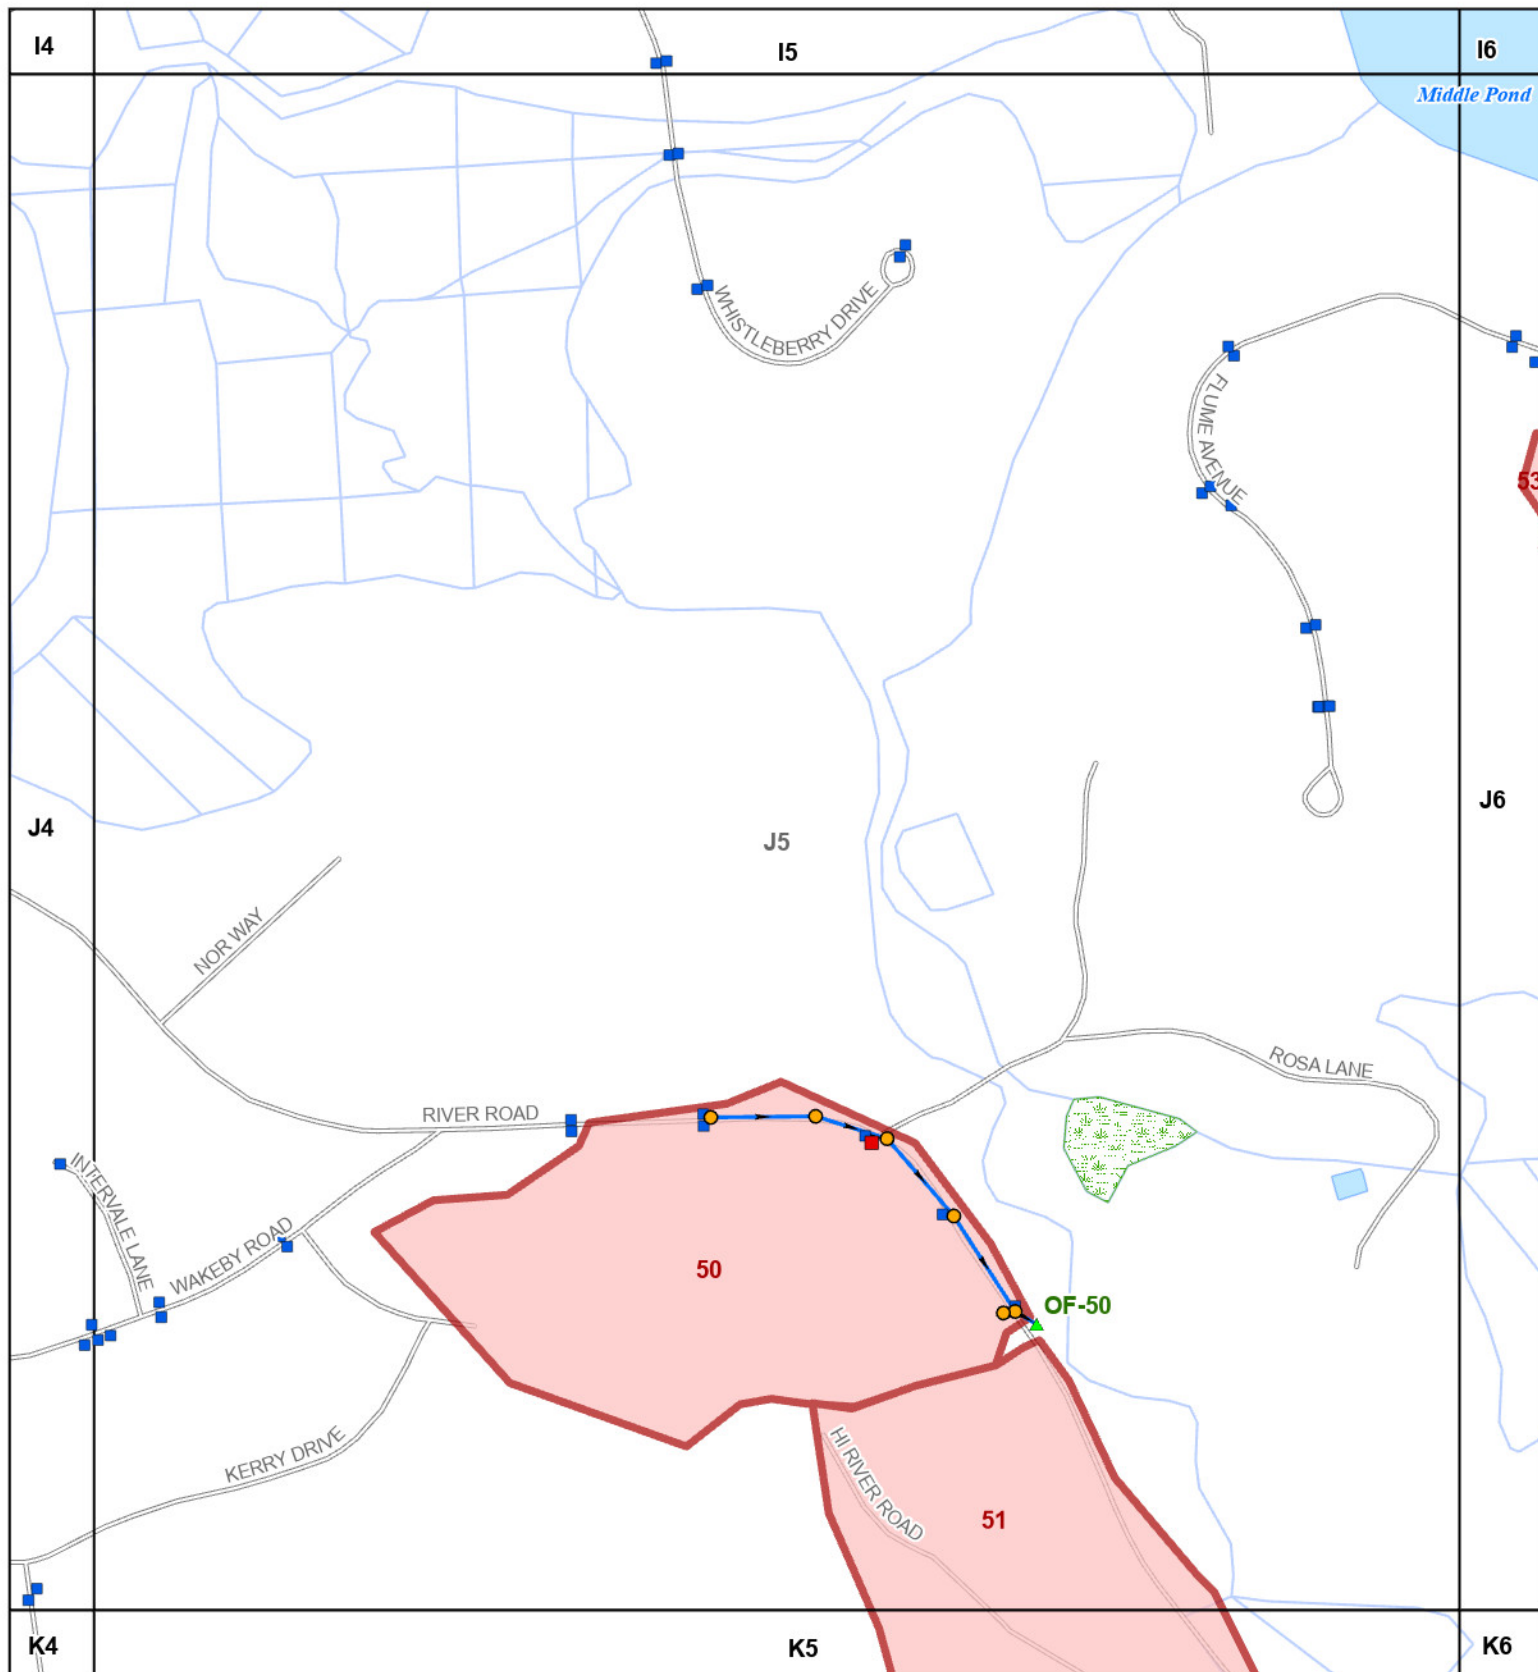 I4
I5
I6
Middle Pond
WHISTLEBERRY DRIVE
FLUME AVENUE
53
J4
J5
J6
NOR WAY
ROSA LANE
RIVER ROAD
INTERVALE LANE
WAKEBY ROAD
50
OF-50
KERRY DRIVE
HI RIVER ROAD
51
K4
K5
K6